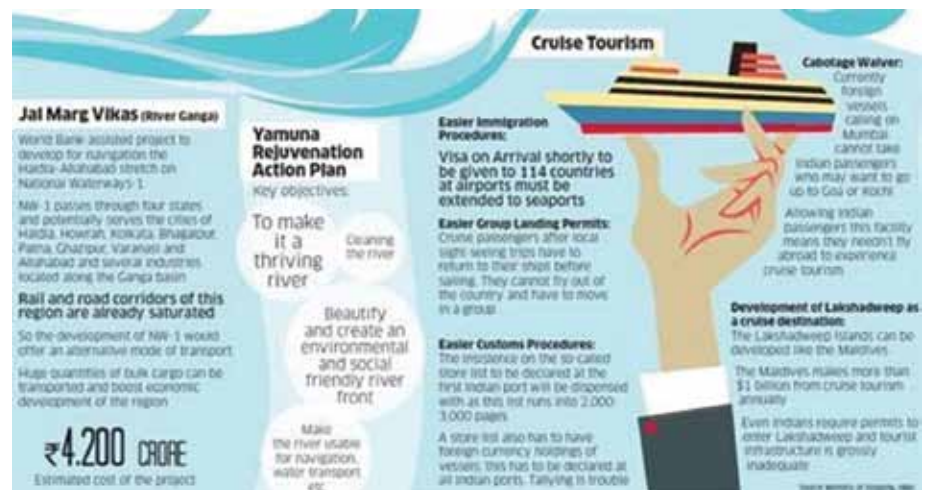 Cruise Tourism
Jal Marg Vikas (River Ganga)
World Bank assisted project to
develop for navigation the
Haldia-Allahabad stretch on
National Waterways-1
NW-1 passes through four states
and potentially serves the cities of
Haldia, Howrah, Kolkata, Bhagalpur,
Patna, Ghazipur, Varanasi and
Allahabad and several industries
located along the Ganga basin
Rail and road corridors of this
region are already saturated
So the development of NW-1 would
offer an alternative mode of transport
Huge quantities of bulk cargo can be
transported and boost economic
development of the region
₹4,200 CRORE
Estimated cost of the project
Yamuna
Rejuvenation
Action Plan
Key objectives
To make
it a
thriving
river
Cleaning
the river
Beautify
and create an
environmental
and social
friendly river
front
Make
the river usable
for navigation,
water transport
etc
Easier Immigration
Procedures:
Visa on Arrival shortly to
be given to 114 countries
at airports must be
extended to seaports
Easier Group Landing Permits:
Cruise passengers after local
sight seeing trips have to
return to their ships before
sailing. They cannot fly out of
the country and have to move
in a group
Easier Customs Procedures:
The insistence on the so-called
store list to be declared at the
first Indian port will be dispensed
with as this list runs into 2,000-
3,000 pages
A store list also has to have
foreign currency holdings of
vessels, this has to be declared at
all Indian ports. Tallying is trouble
Cabotage Waiver:
Currently
foreign
vessels
calling on
Mumbai
cannot take
Indian passengers
who may want to go
up to Goa or Kochi
Allowing Indian
passengers this facility
means they needn't fly
abroad to experience
cruise tourism
Development of Lakshadweep as
a cruise destination:
The Lakshadweep Islands can be
developed like the Maldives
The Maldives makes more than
$1 billion from cruise tourism
annually
Even Indians require permits to
enter Lakshadweep and tourist
infrastructure is grossly
inadequate